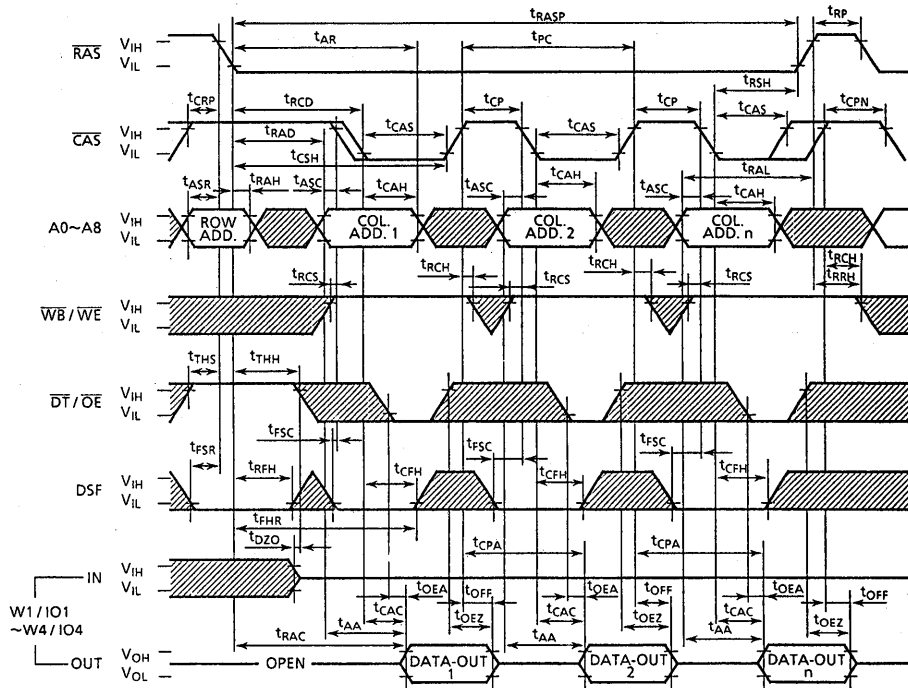 tRASP tRP
tAR tPC
RAS VIH
VIL
tRSH
tCRP tRCD tCP tCP tCAS tCPN
CAS VIH
VIL
tRAD tCAS tCAS
tCSH tRAL
tASR tRAH tASC tCAH tASC tCAH tASC tCAH
A0~A8 VIH
VIL
ROW ADD. COL. ADD. 1 COL. ADD. 2 COL. ADD. n
tRCS tRCH tRCS tRCH tRCS tRCH
tRRH
WB / WE VIH
VIL
tTHS tTHH
DT / OE VIH
VIL
tFSR tFSC tFSC tFSC
tRFH tCFH tCFH tCFH
DSF VIH
VIL
tFHR
tDZO tCPA tCPA
IN VIH
VIL
W1 / IO1
~W4 / IO4
tOEA tOFF tOEA tOFF tOEA tOFF
tCAC tOEZ tCAC tOEZ tCAC tOEZ
tRAC tAA tAA tAA
OUT VOH
VOL
OPEN DATA-OUT 1 DATA-OUT 2 DATA-OUT n